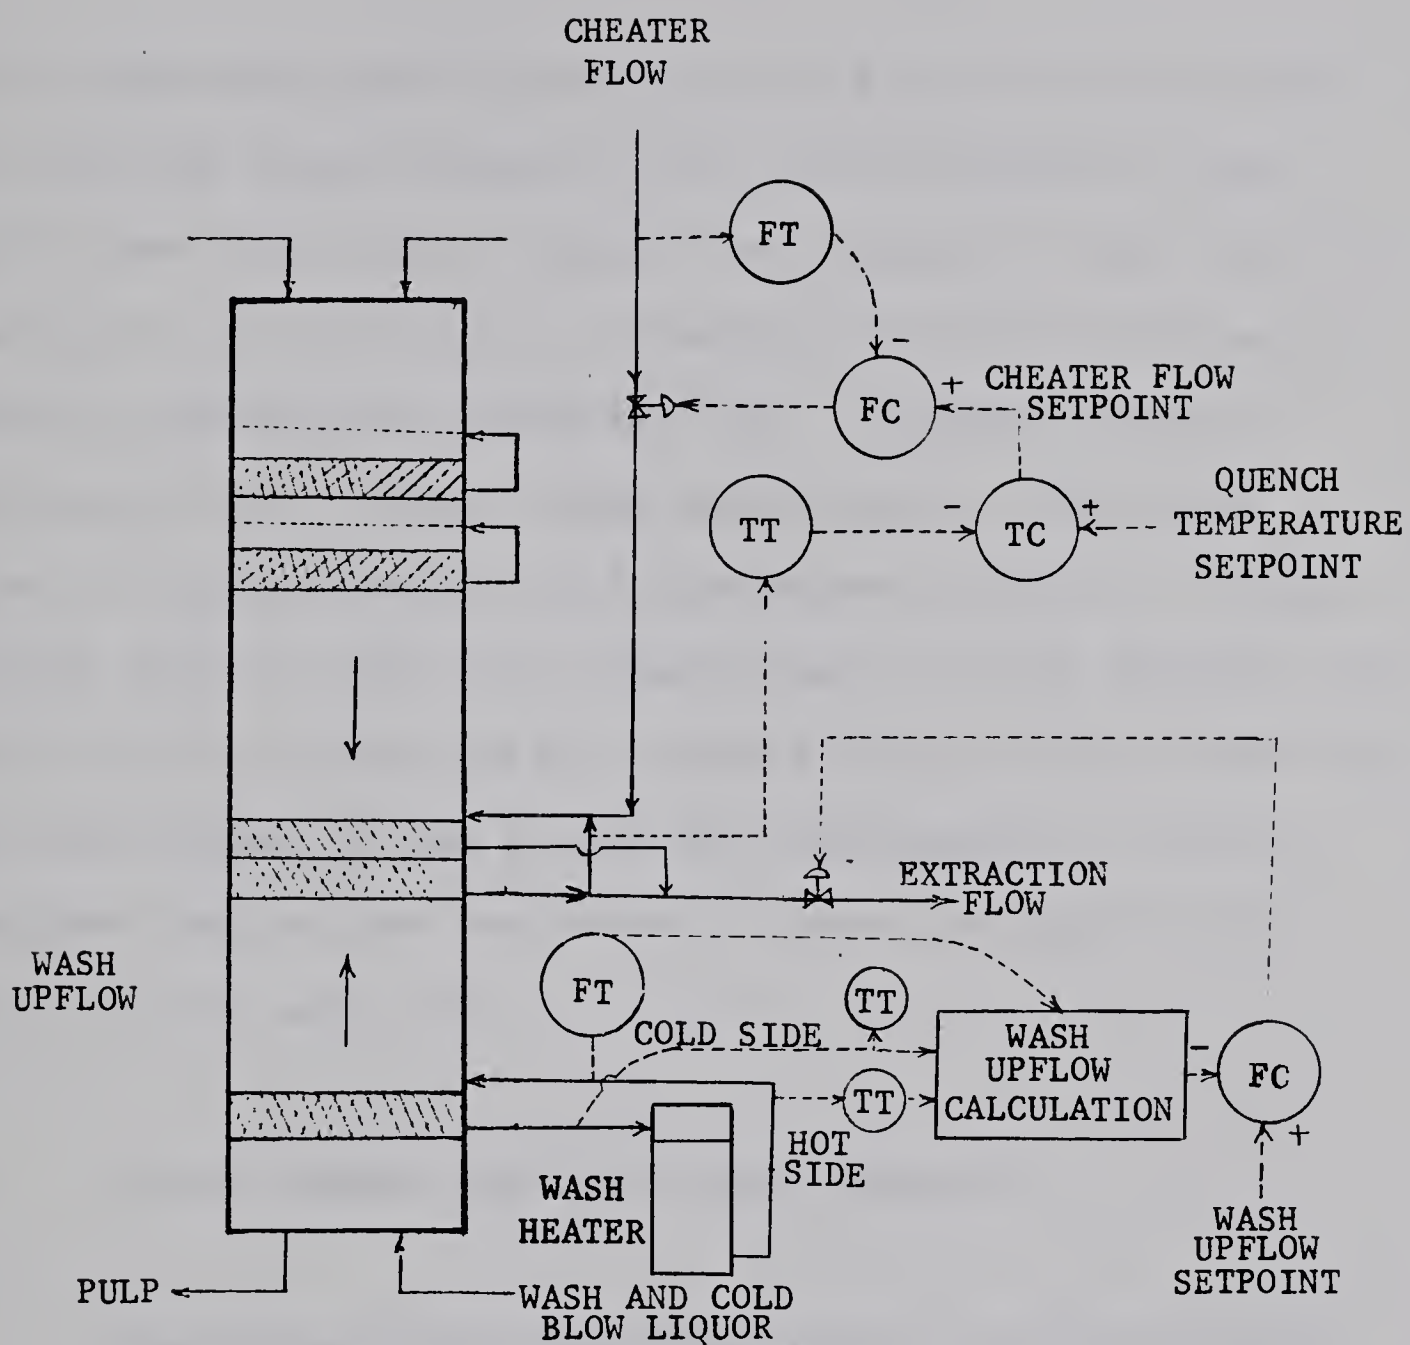 CHEATER
FLOW
FT
-
FC
+ CHEATER FLOW
SETPOINT
TT
-
TC
+
QUENCH
TEMPERATURE
SETPOINT
EXTRACTION
FLOW
WASH
UPFLOW
FT
COLD SIDE
TT
TT
HOT
SIDE
WASH
UPFLOW
CALCULATION
-
FC
+
WASH
UPFLOW
SETPOINT
WASH
HEATER
PULP
WASH AND COLD
BLOW LIQUOR